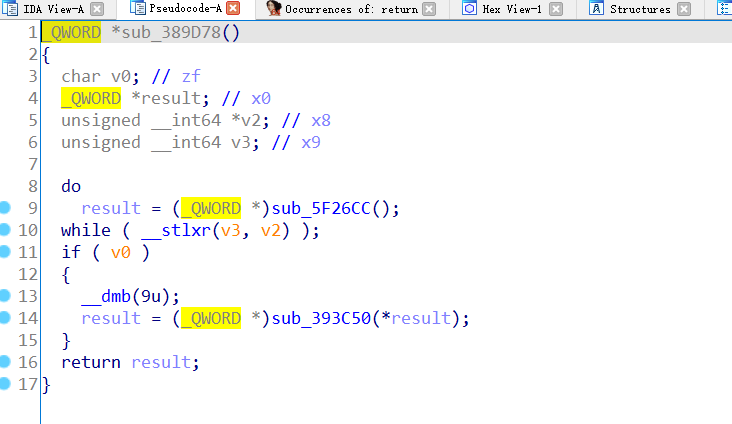 IDA View-A Pseudocode-A Occurrences of: return Hex View-1 Structures
1 _QWORD *sub_389D78()
2 {
3 char v0; // zf
4 _QWORD *result; // x0
5 unsigned __int64 *v2; // x8
6 unsigned __int64 v3; // x9
7
8 do
9 result = (_QWORD *)sub_5F26CC();
10 while ( __stlxr(v3, v2) );
11 if ( v0 )
12 {
13 __dmb(9u);
14 result = (_QWORD *)sub_393C50(*result);
15 }
16 return result;
17 }